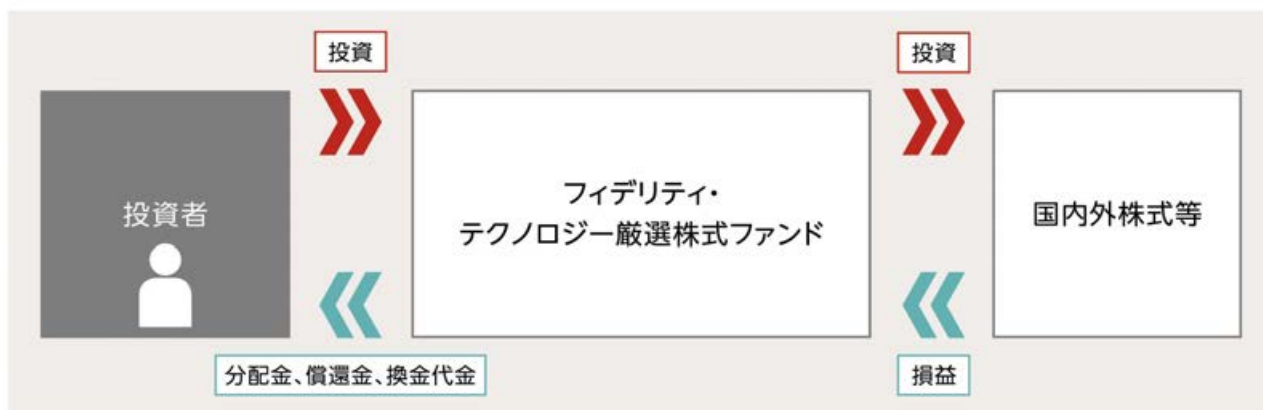 投資
投資
投資者
フィデリティ・
テクノロジー厳選株式ファンド
国内外株式等
分配金、償還金、換金代金
損益